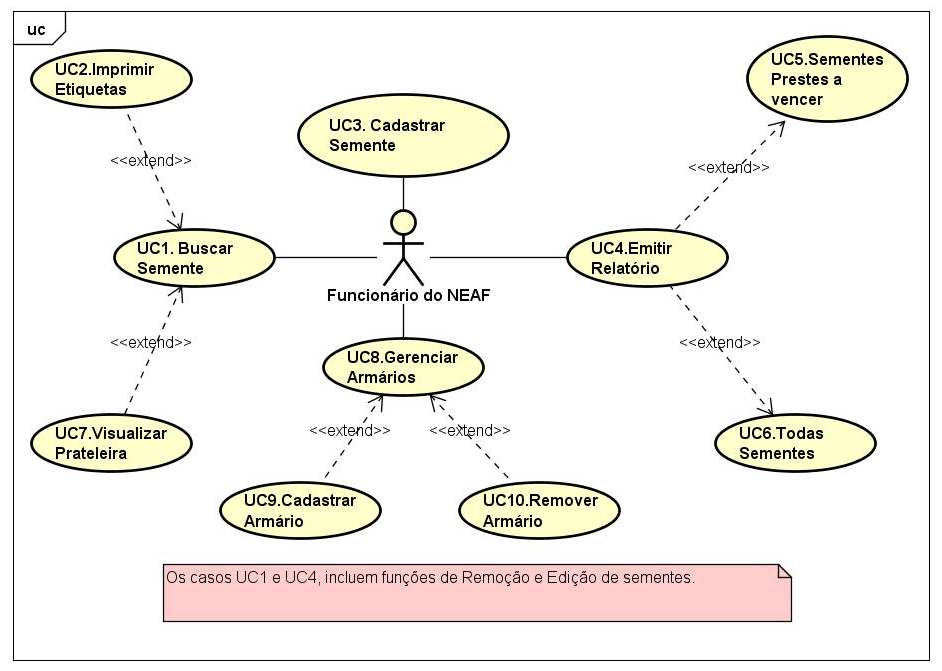 uc
UC2.Imprimir
Etiquetas
UC5.Sementes
Prestes a
vencer
UC3. Cadastrar
Semente
<<extend>>
<<extend>>
UC1. Buscar
Semente
UC4.Emitir
Relatório
Funcionário do NEAF
<<extend>>
<<extend>>
UC8.Gerenciar
Armários
UC7.Visualizar
Prateleira
<<extend>>
<<extend>>
UC6.Todas
Sementes
UC9.Cadastrar
Armário
UC10.Remover
Armário
Os casos UC1 e UC4, incluem funções de Remoção e Edição de sementes.